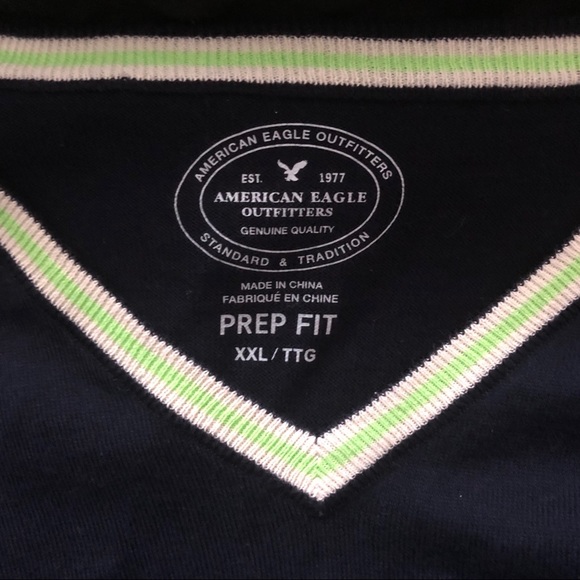 AMERICAN EAGLE OUTFITTERS
EST. 1977
AMERICAN EAGLE
OUTFITTERS
GENUINE QUALITY
STANDARD & TRADITION
MADE IN CHINA
FABRIQUÉ EN CHINE
PREP FIT
XXL / TTG